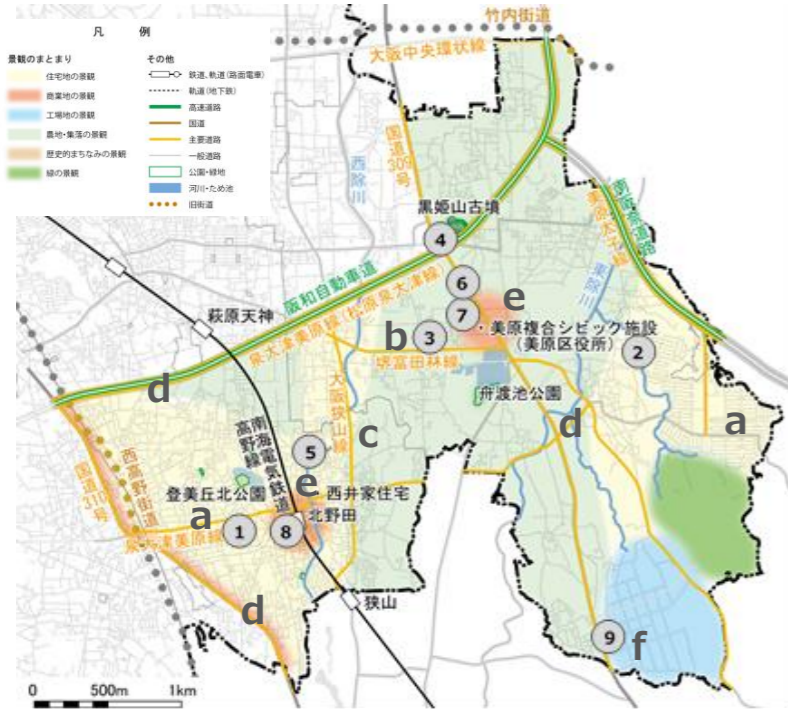 凡　例
景観のまとまり
住宅地の景観
商業地の景観
工場地の景観
農地・集落の景観
歴史的まちなみの景観
緑の景観
その他
鉄道、軌道(路面電車)
軌道(地下鉄)
高速道路
国道
主要道路
一般道路
公園・緑地
河川・ため池
旧街道
竹内街道
大阪中央環状線
国道309号
西除川
黒姫山古墳
4
南阪奈道路
美原太子線
東除川
阪和自動車道
泉大津美原線(松原泉大津線)
萩原天神
6
e
7
b
3
・美原複合シビック施設
(美原区役所)
2
堺富田林線
舟渡池公園
d
大阪狭山線
a
d
c
南海電気鉄道
高野線
国道310号
西高野街道
5
登美丘北公園
e
西井家住宅
a
北野田
泉大津美原線
1
8
狭山
d
9
f
0
500m
1km